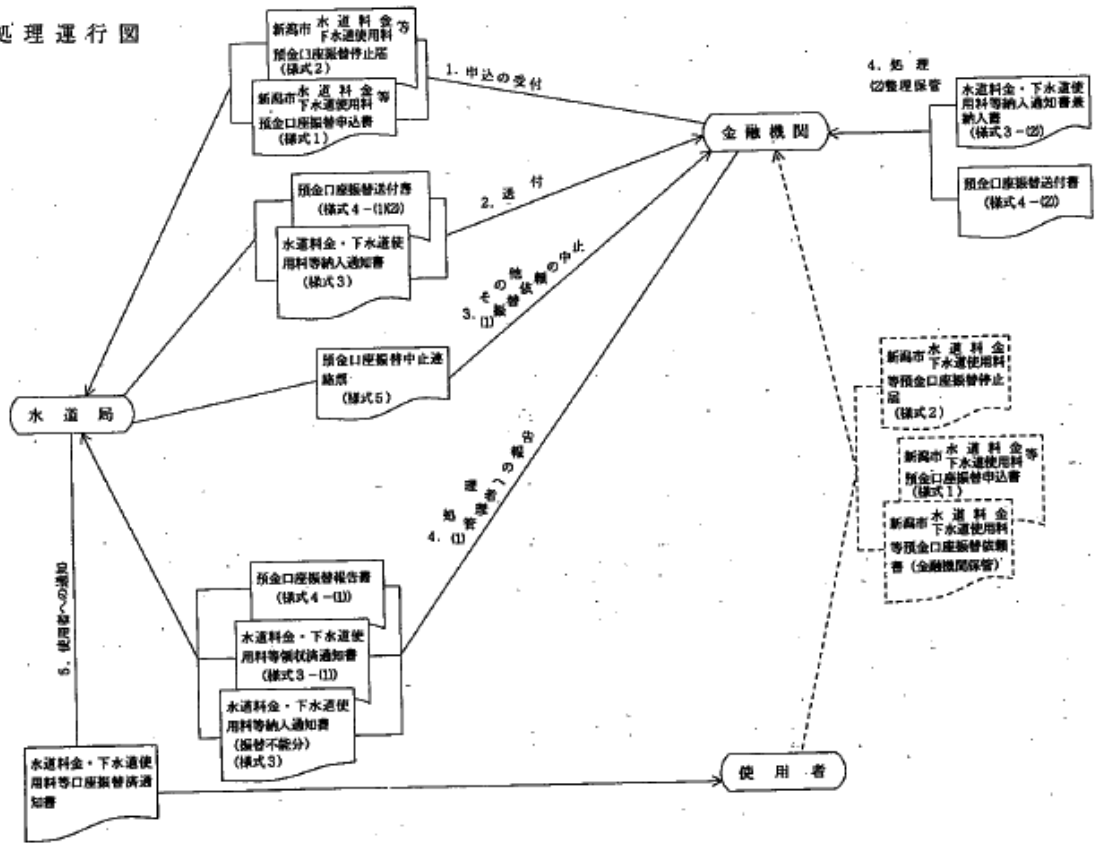 処理運行図
新潟市 水道料金 等
下水道使用料
預金口座振替停止届
(様式2)
新潟市 水道料金 等
下水道使用料
預金口座振替申込書
(様式1)
1. 申込の受付
金融機関
4. 処理
(2)整理保管
水道料金・下水道使
用料等納入通知書兼
納入書
(様式3-(2))
預金口座振替送付書
(様式4-(2))
預金口座振替送付書
(様式4-(1)(2))
水道料金・下水道使
用料等納入通知書
(様式3)
2. 送付
3. その他
(1)振替依頼の中止
預金口座振替中止連
絡票
(様式5)
水道局
新潟市 水道料金
下水道使用料
等預金口座振替停止
届
(様式2)
新潟市 水道料金 等
下水道使用料
預金口座振替申込書
(様式1)
新潟市 水道料金
下水道使用料
等預金口座振替依頼
書(金融機関保管)
4. 処理
(1)管理者への報告
預金口座振替報告書
(様式4-(1))
水道料金・下水道使
用料等領収済通知書
(様式3-(1))
水道料金・下水道使
用料等納入通知書
(振替不能分)
(様式3)
5. 使用者への通知
水道料金・下水道使
用料等口座振替済通
知書
使用者